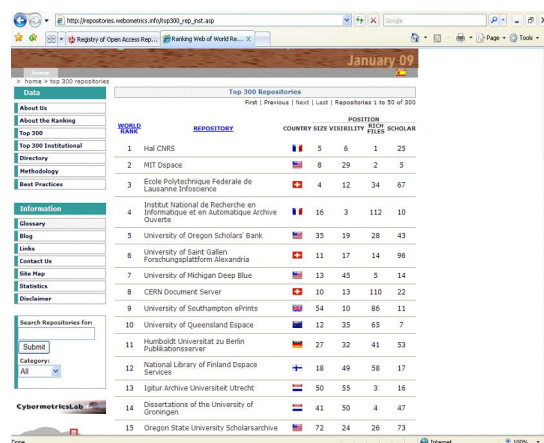 http://repositories.webometrics.info/top300_rep_inst.asp
Google
Registry of Open Access Rep...
Ranking Web of World Re...
Page
Tools
January 09
home
> home > top 300 repositories
Data
About Us
About the Ranking
Top 300
Top 300 Institutional
Directory
Methodology
Best Practices
Information
Glossary
Blog
Links
Contact Us
Site Map
Statistics
Disclaimer
Search Repositories for:
Submit
Category:
All
CybermetricsLab
Top 300 Repositories
First | Previous | Next | Last | Repositories 1 to 50 of 300
POSITION
WORLD RANK REPOSITORY COUNTRY SIZE VISIBILITY RICH FILES SCHOLAR
1 Hal CNRS 5 6 1 25
2 MIT Dspace 8 29 2 5
3 Ecole Polytechnique Federale de
Lausanne Infoscience 4 12 34 67
4 Institut National de Recherche en
Informatique et en Automatique Archive
Ouverte 16 3 112 10
5 University of Oregon Scholars' Bank 35 19 28 43
6 University of Saint Gallen
Forschungsplattform Alexandria 11 17 14 96
7 University of Michigan Deep Blue 13 45 5 14
8 CERN Document Server 10 13 110 22
9 University of Southampton ePrints 54 10 86 11
10 University of Queensland Espace 12 35 65 7
11 Humboldt Universitat zu Berlin
Publikationsserver 27 32 41 53
12 National Library of Finland Dspace
Services 18 49 58 17
13 Igitur Archive Universiteit Utrecht 50 55 3 16
14 Dissertations of the University of
Groningen 41 50 4 47
15 Oregon State University Scholarsarchive 72 24 26 73
Done
Internet
100%